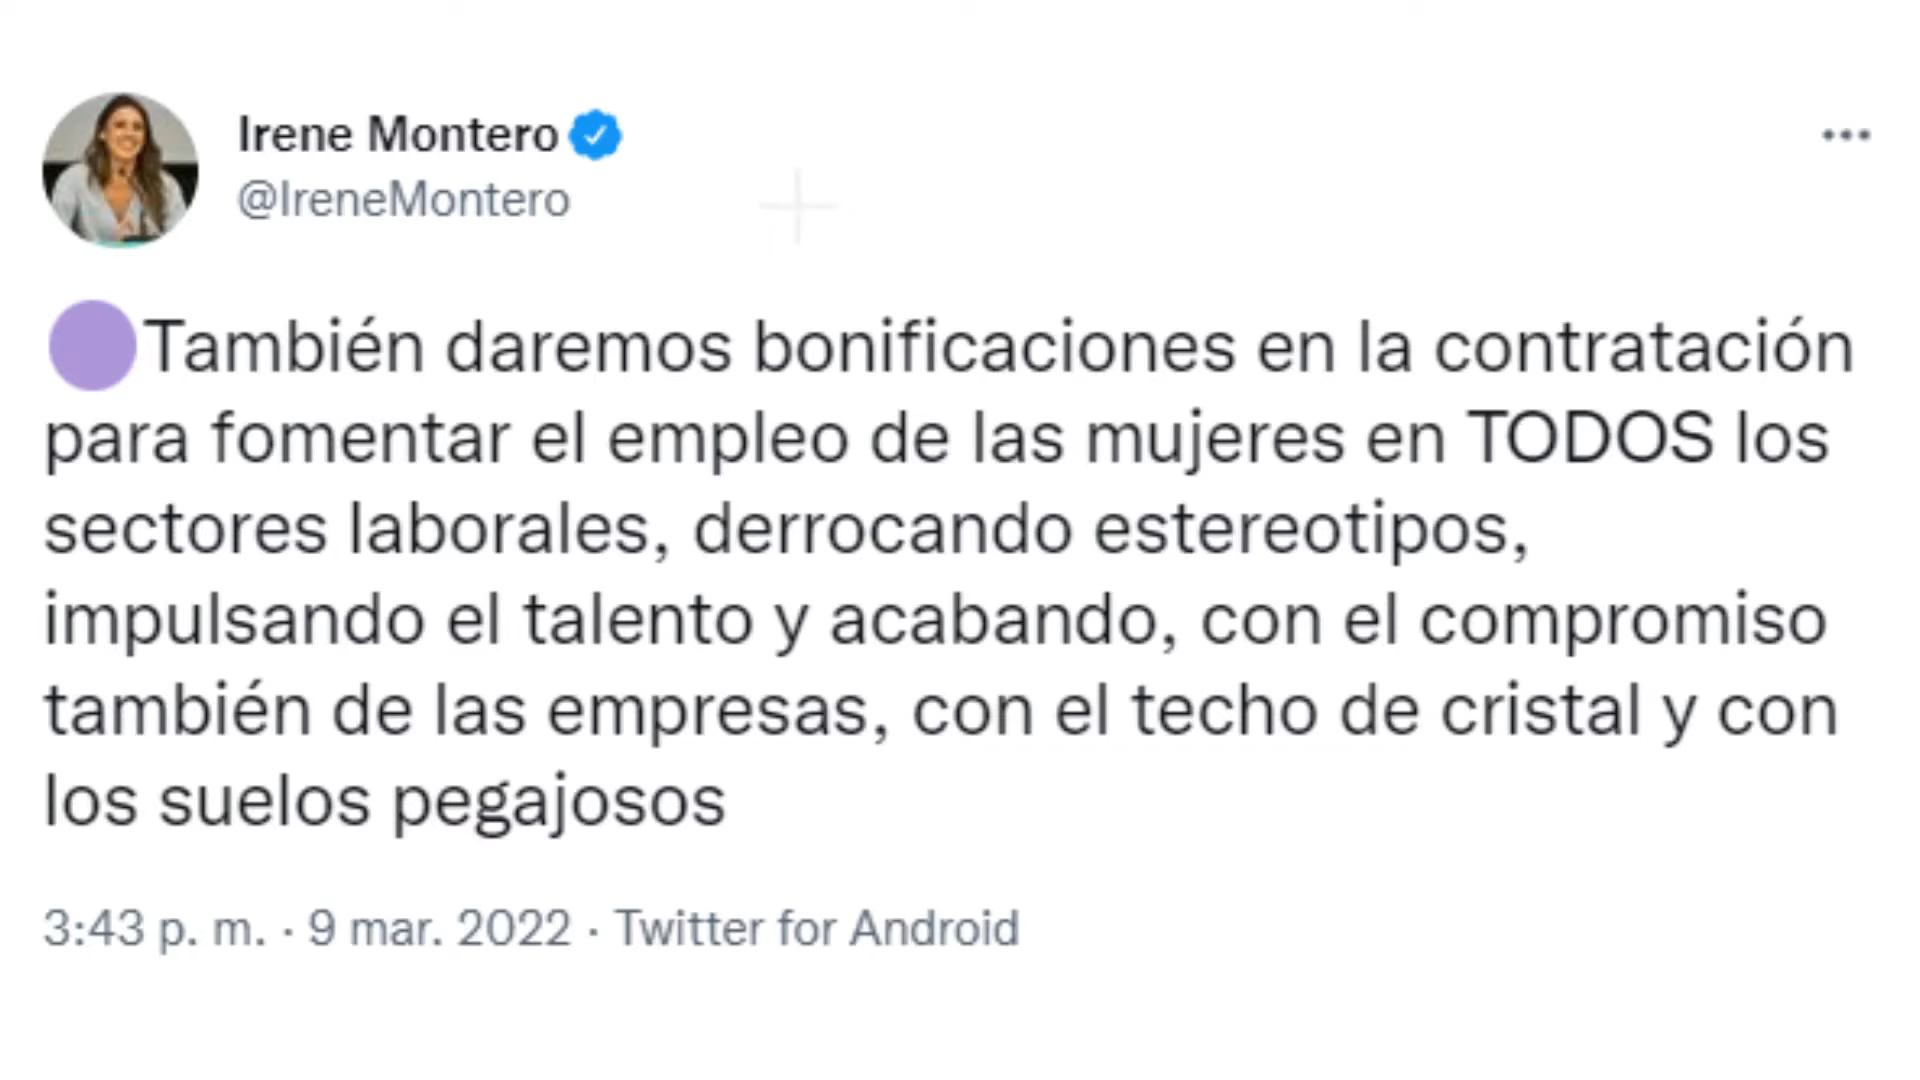 Irene Montero
@IreneMontero
También daremos bonificaciones en la contratación
para fomentar el empleo de las mujeres en TODOS los
sectores laborales, derrocando estereotipos,
impulsando el talento y acabando, con el compromiso
también de las empresas, con el techo de cristal y con
los suelos pegajosos
3:43 p. m. · 9 mar. 2022 · Twitter for Android